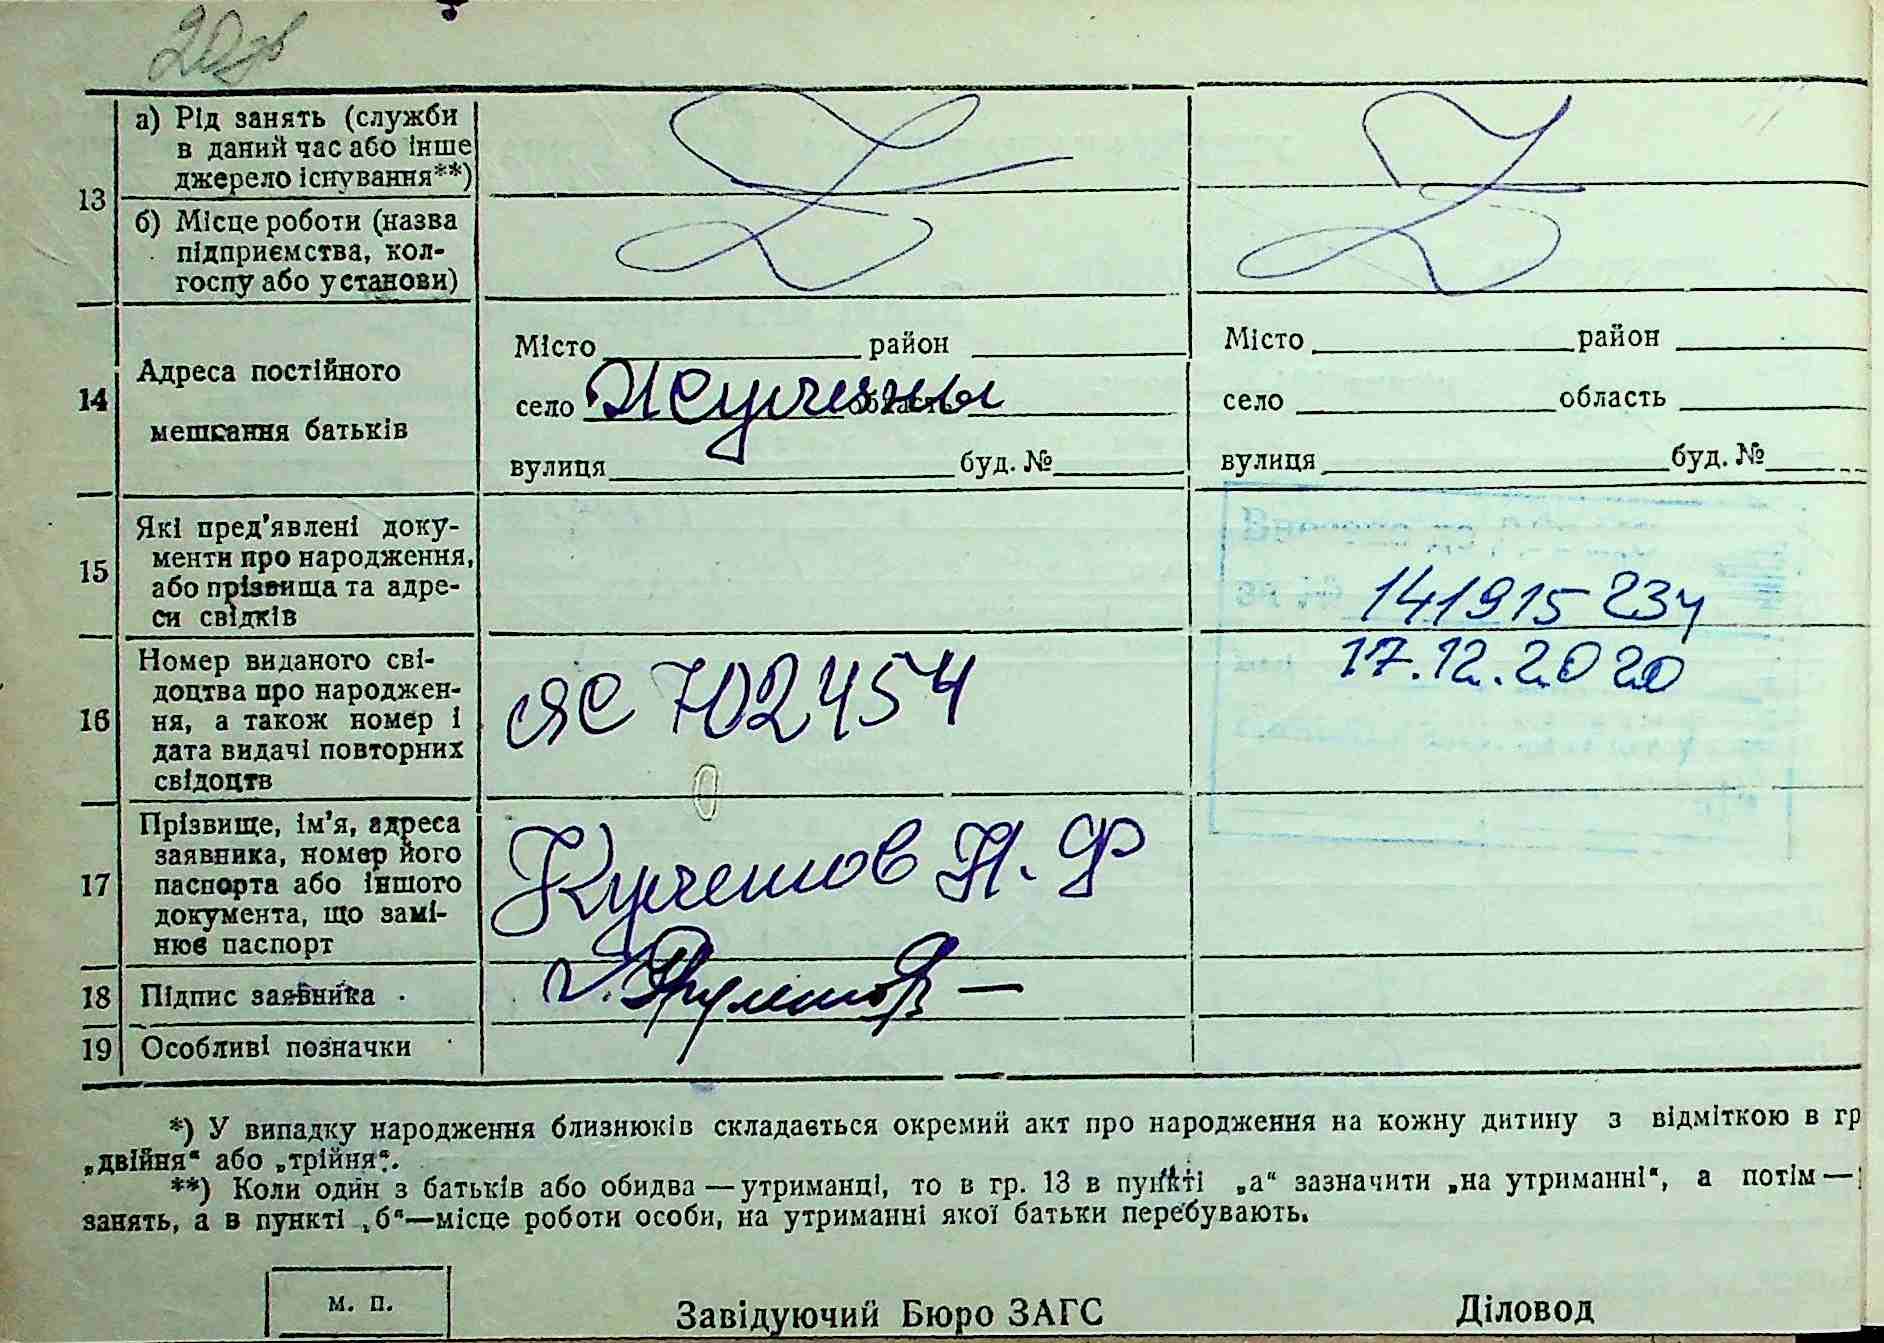 13
а) Рід занять (служби
в даний час або інше
джерело існування**)
б) Місце роботи (назва
підприємства, кол-
госпу або установи)
14
Адреса постійного
мешкання батьків
Місто район
село область
вулиця буд. №
Місто район
село область
вулиця буд. №
15
Які пред'явлені доку-
менти про народження,
або прізвища та адре-
си свідків
141915234
17.12.2020
16
Номер виданого сві-
доцтва про народжен-
ня, а також номер і
дата видачі повторних
свідоцтв
ЯС 702454
17
Прізвище, ім'я, адреса
заявника, номер його
паспорта або іншого
документа, що замі-
нює паспорт
18
Підпис заявника
19
Особливі позначки
*) У випадку народження близнюків складається окремий акт про народження на кожну дитину з відміткою в гр
„двійня“ або „трійня“.
**) Коли один з батьків або обидва — утриманці, то в гр. 13 в пункті „а“ зазначити „на утриманні“, а потім —
занять, а в пункті „б“—місце роботи особи, на утриманні якої батьки перебувають.
м. п.
Завідуючий Бюро ЗАГС
Діловод